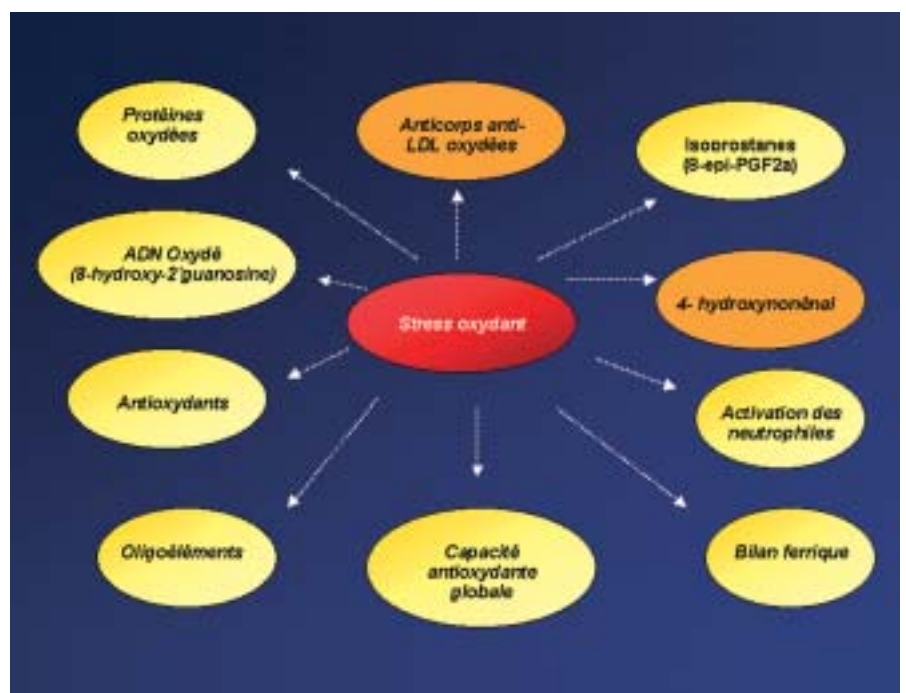 Protéines
oxydées
Anticorps anti-
LDL oxydées
Isoprostanes
(8-epi-PGF2a)
ADN Oxydé
(8-hydroxy-2'guanosine)
4- hydroxynonénal
Stress oxydant
Antioxydants
Activation des
neutrophiles
Oligoéléments
Capacité
antioxydante
globale
Bilan ferrique